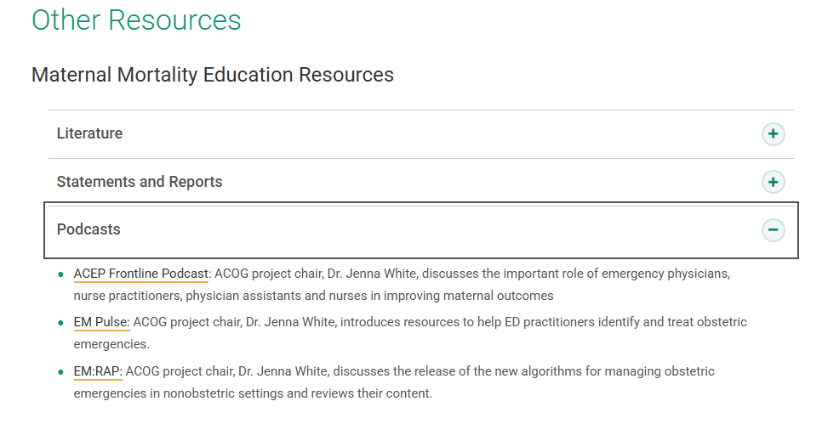 Other Resources
Maternal Mortality Education Resources
Literature
Statements and Reports
Podcasts
ACEP Frontline Podcast: ACOG project chair, Dr. Jenna White, discusses the important role of emergency physicians,
nurse practitioners, physician assistants and nurses in improving maternal outcomes
EM Pulse: ACOG project chair, Dr. Jenna White, introduces resources to help ED practitioners identify and treat obstetric
emergencies.
EM:RAP: ACOG project chair, Dr. Jenna White, discusses the release of the new algorithms for managing obstetric
emergencies in nonobstetric settings and reviews their content.